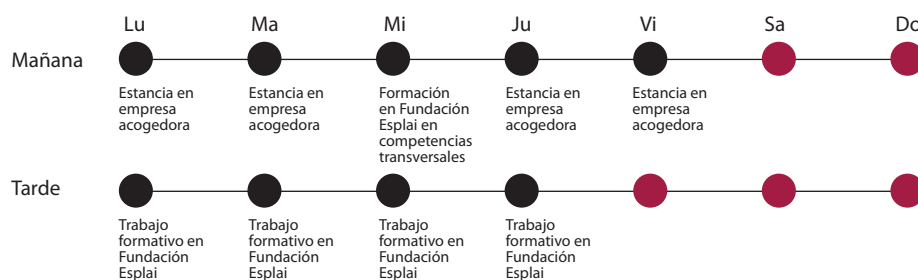 Lu Ma Mi Ju Vi Sa Do
Mañana
Estancia en
empresa
acogedora
Estancia en
empresa
acogedora
Formación
en Fundación
Esplai en
competencias
transversales
Estancia en
empresa
acogedora
Estancia en
empresa
acogedora
Tarde
Trabajo
formativo en
Fundación
Esplai
Trabajo
formativo en
Fundación
Esplai
Trabajo
formativo en
Fundación
Esplai
Trabajo
formativo en
Fundación
Esplai